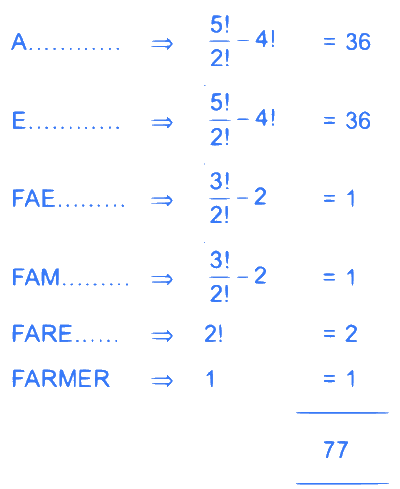 A............ ⇒ 5!/2! – 4! = 36
E............ ⇒ 5!/2! – 4! = 36
FAE......... ⇒ 3!/2! – 2 = 1
FAM......... ⇒ 3!/2! – 2 = 1
FARE...... ⇒ 2! = 2
FARMER ⇒ 1 = 1
77